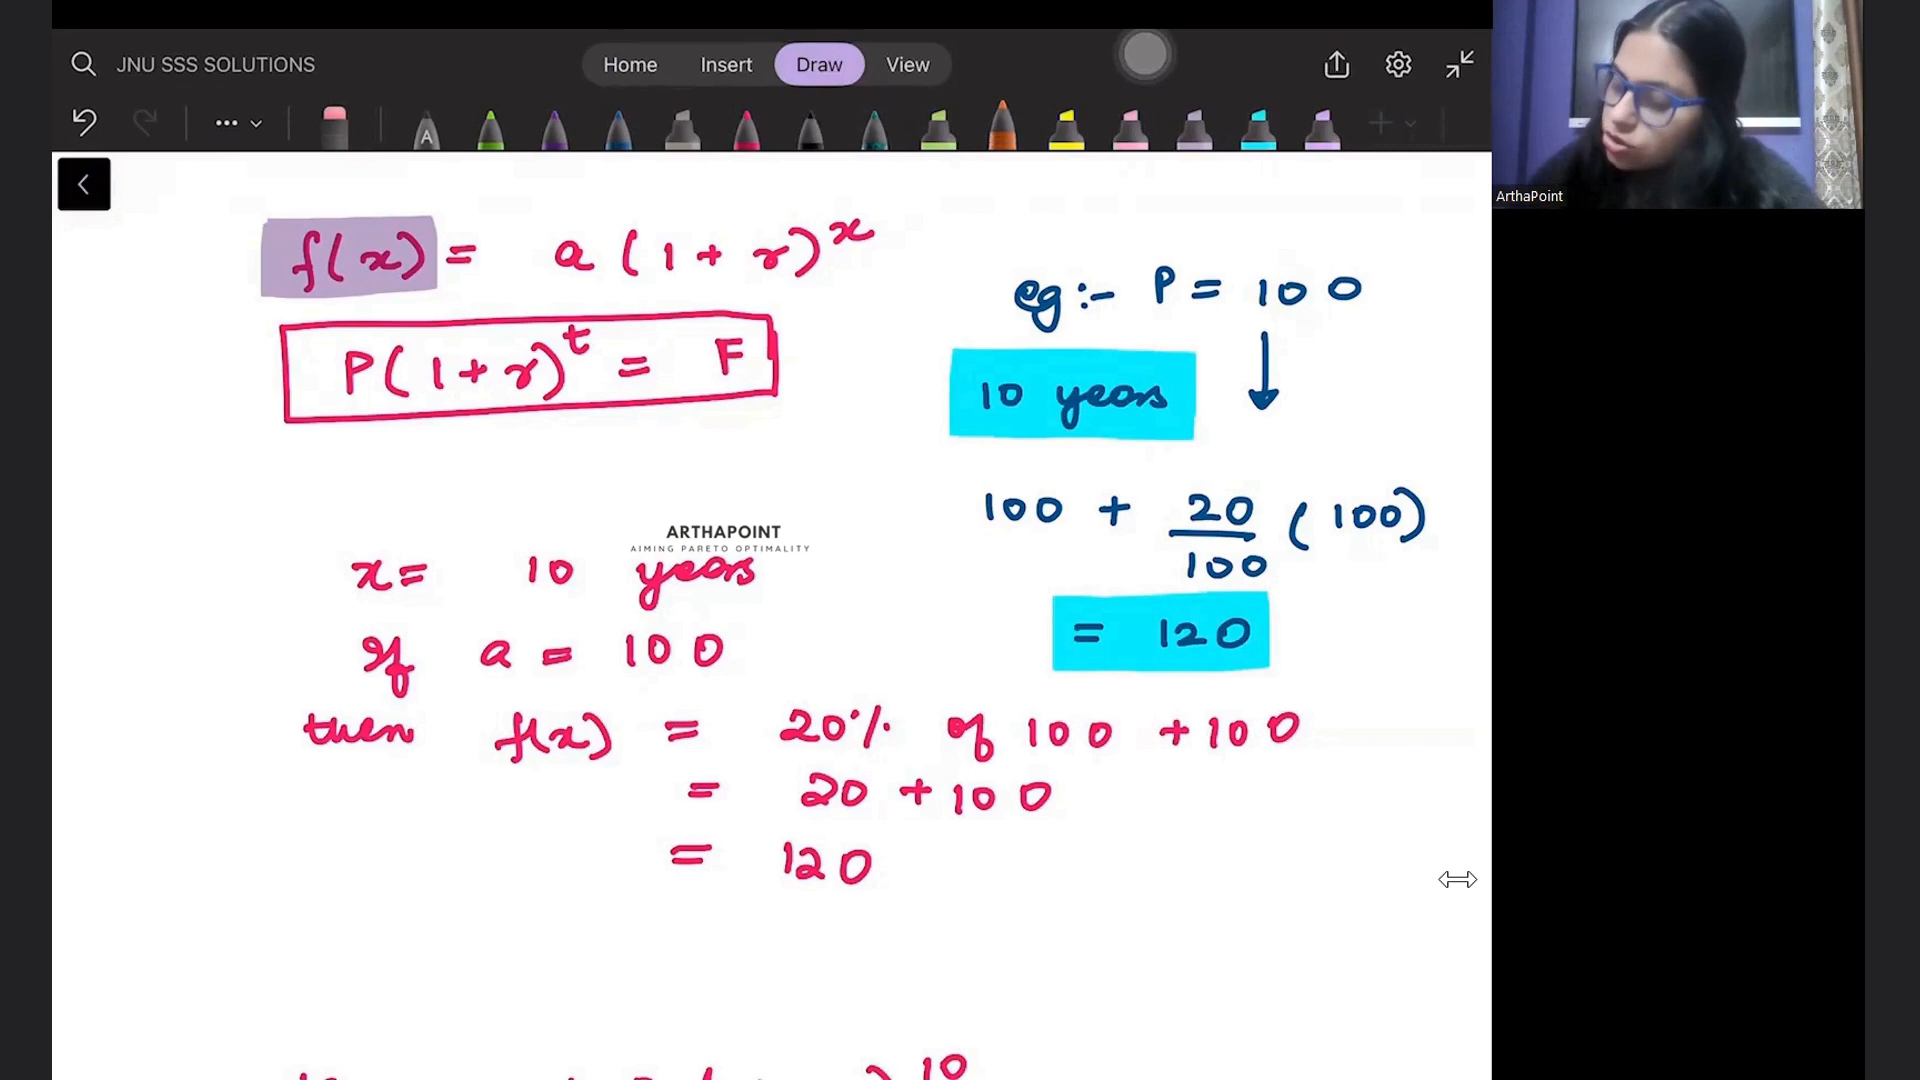 JNU SSS SOLUTIONS
Home Insert Draw View
A
ArthaPoint
f(x) = a(1+r)^x
P(1+r)^t = F
eg:- P = 100
10 years
100 + 20/100 (100)
= 120
ARTHAPOINT
AIMING PARETO OPTIMALITY
x = 10 years
If a = 100
then f(x) = 20% of 100 + 100
= 20 + 100
= 120
10